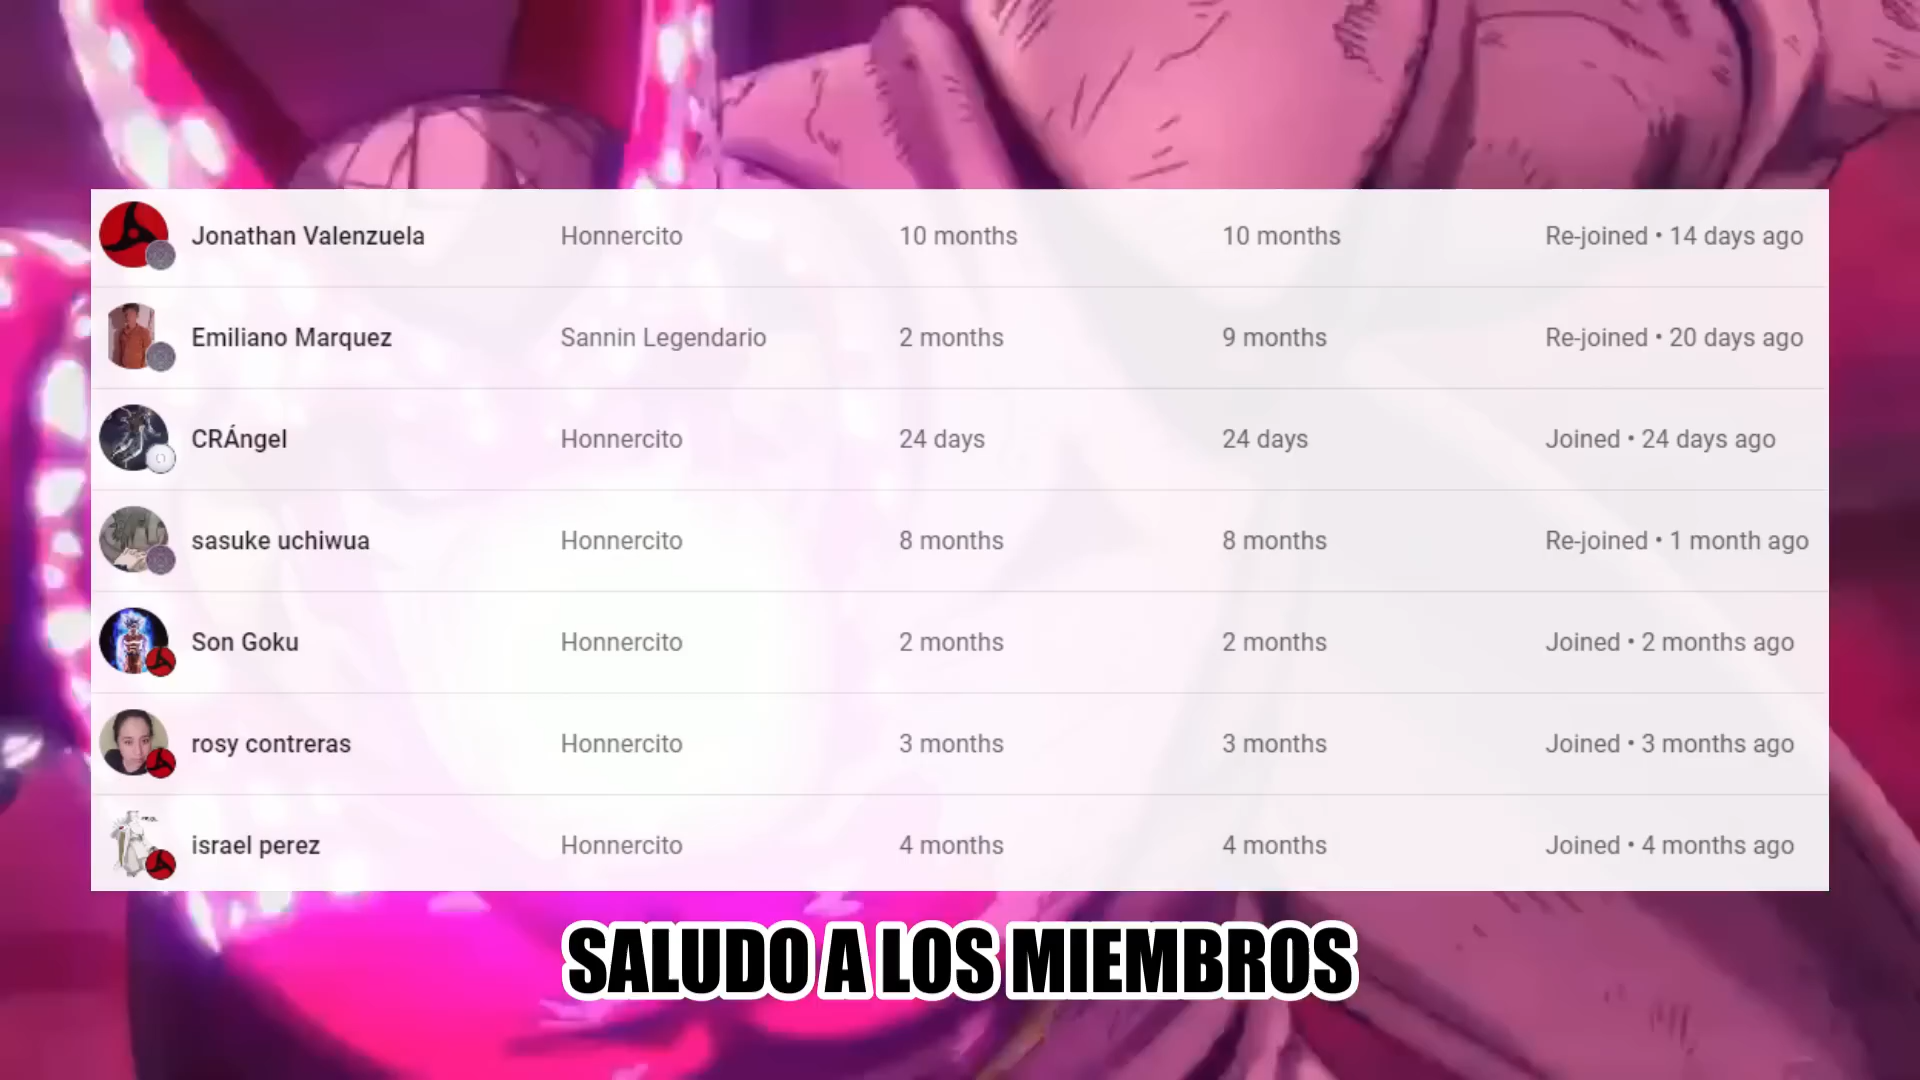 Jonathan Valenzuela Honnercito 10 months 10 months Re-joined • 14 days ago
Emiliano Marquez Sannin Legendario 2 months 9 months Re-joined • 20 days ago
CRÁngel Honnercito 24 days 24 days Joined • 24 days ago
sasuke uchiwua Honnercito 8 months 8 months Re-joined • 1 month ago
Son Goku Honnercito 2 months 2 months Joined • 2 months ago
rosy contreras Honnercito 3 months 3 months Joined • 3 months ago
israel perez Honnercito 4 months 4 months Joined • 4 months ago
SALUDO A LOS MIEMBROS